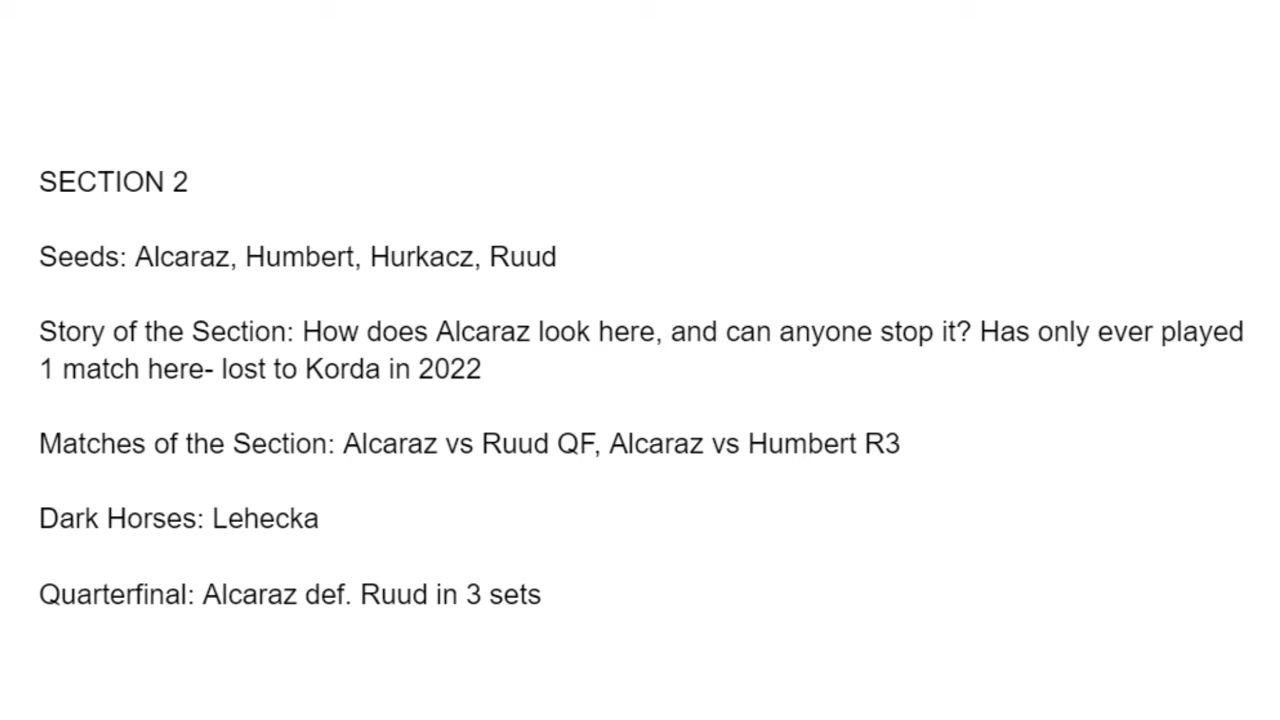 SECTION 2
Seeds: Alcaraz, Humbert, Hurkacz, Ruud
Story of the Section: How does Alcaraz look here, and can anyone stop it? Has only ever played
1 match here- lost to Korda in 2022
Matches of the Section: Alcaraz vs Ruud QF, Alcaraz vs Humbert R3
Dark Horses: Lehecka
Quarterfinal: Alcaraz def. Ruud in 3 sets